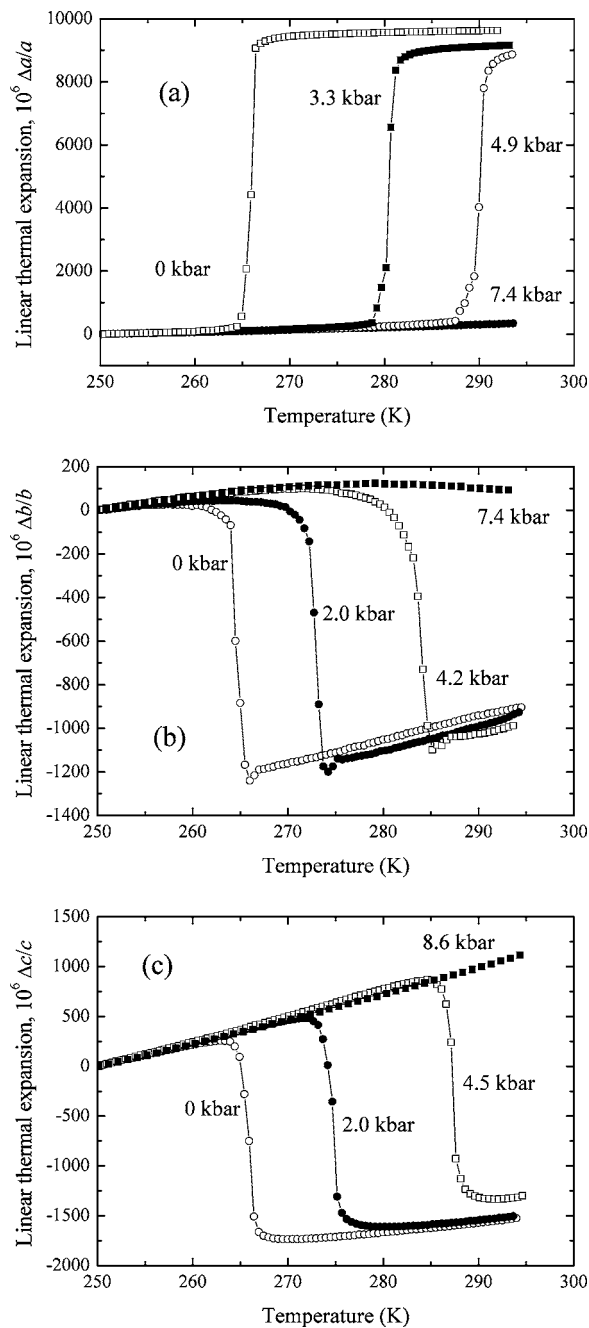 10000
8000
6000
4000
2000
0
Linear thermal expansion, 10⁶ Δa/a
(a)
3.3 kbar
4.9 kbar
0 kbar
7.4 kbar
250 260 270 280 290 300
Temperature (K)
200
100
0
-200
-400
-600
-800
-1000
-1200
-1400
Linear thermal expansion, 10⁶ Δb/b
7.4 kbar
0 kbar
2.0 kbar
4.2 kbar
(b)
250 260 270 280 290 300
Temperature (K)
1500
1000
500
0
-500
-1000
-1500
-2000
Linear thermal expansion, 10⁶ Δc/c
(c)
8.6 kbar
0 kbar
2.0 kbar
4.5 kbar
250 260 270 280 290 300
Temperature (K)